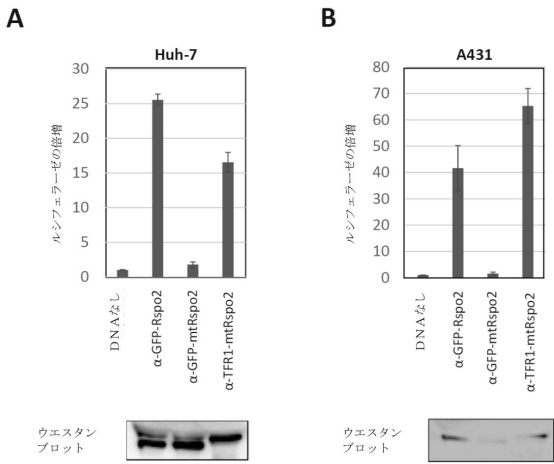 A
Huh-7
ルシフェラーゼの倍増
30
25
20
15
10
5
0
DNAなし
α-GFP-Rspo2
α-GFP-mtRspo2
α-TFR1-mtRspo2
ウエスタン
ブロット
B
A431
ルシフェラーゼの倍増
80
70
60
50
40
30
20
10
0
DNAなし
α-GFP-Rspo2
α-GFP-mtRspo2
α-TFR1-mtRspo2
ウエスタン
ブロット